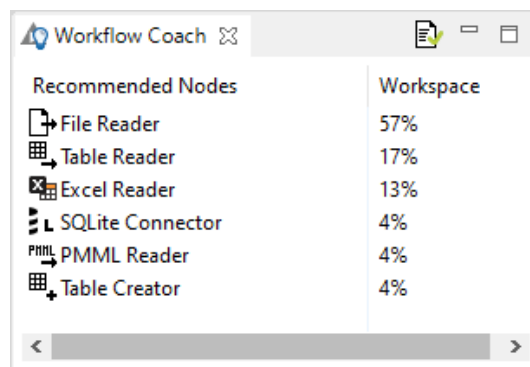 Workflow Coach
Recommended Nodes Workspace
File Reader 57%
Table Reader 17%
Excel Reader 13%
L SQLite Connector 4%
PMML PMML Reader 4%
Table Creator 4%